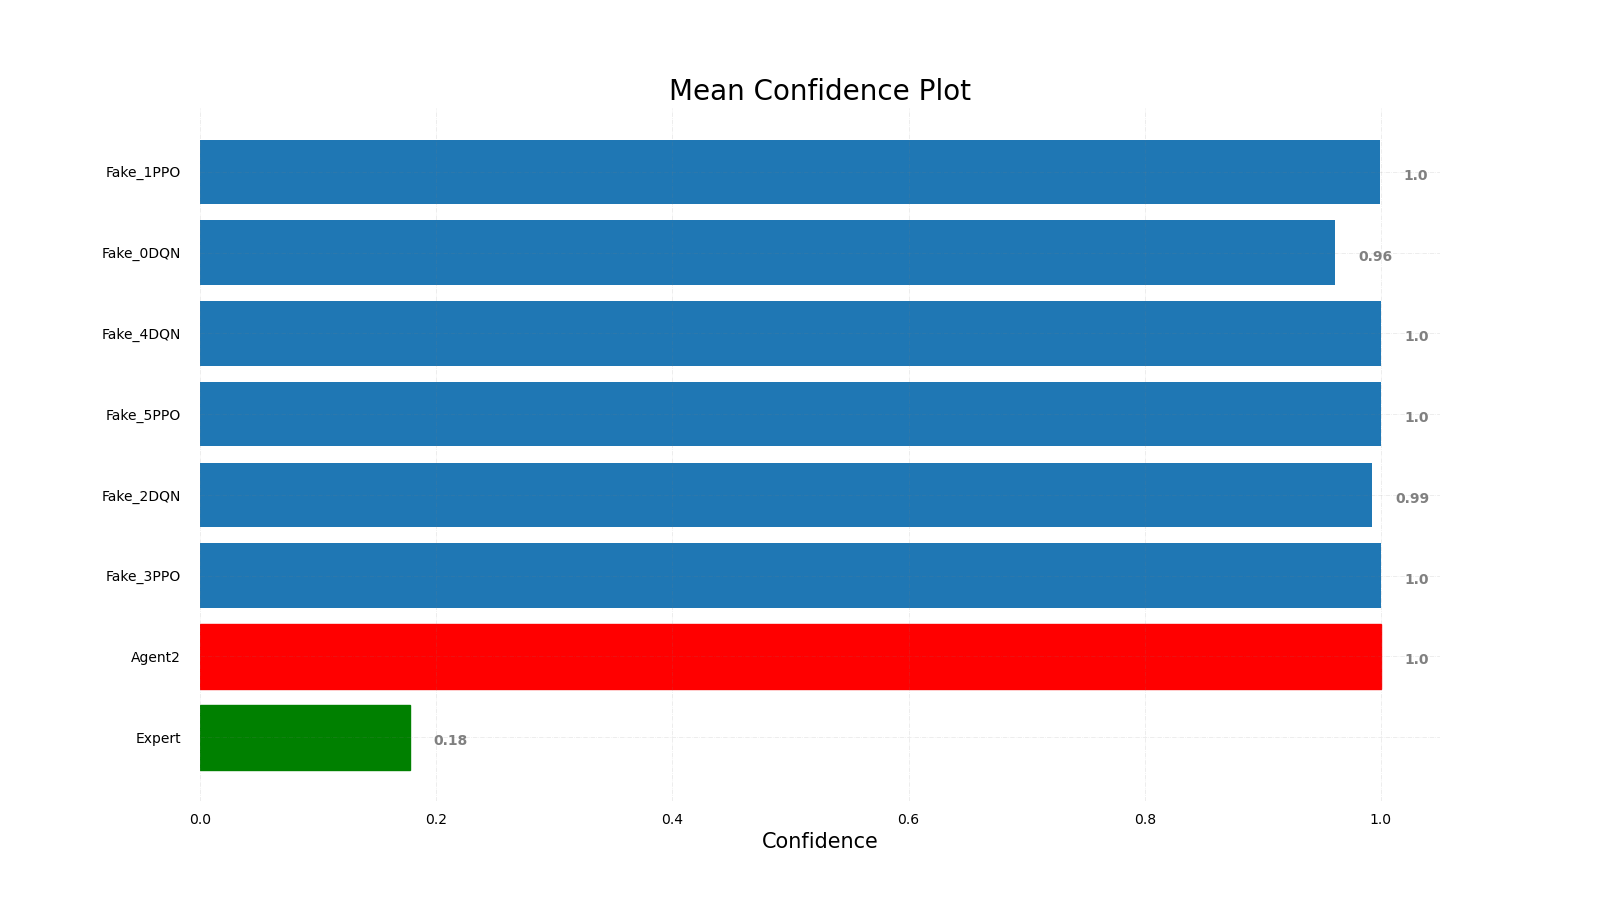 Mean Confidence Plot
Fake_1PPO 1.0
Fake_0DQN 0.96
Fake_4DQN 1.0
Fake_5PPO 1.0
Fake_2DQN 0.99
Fake_3PPO 1.0
Agent2 1.0
Expert 0.18
0.0 0.2 0.4 0.6 0.8 1.0
Confidence